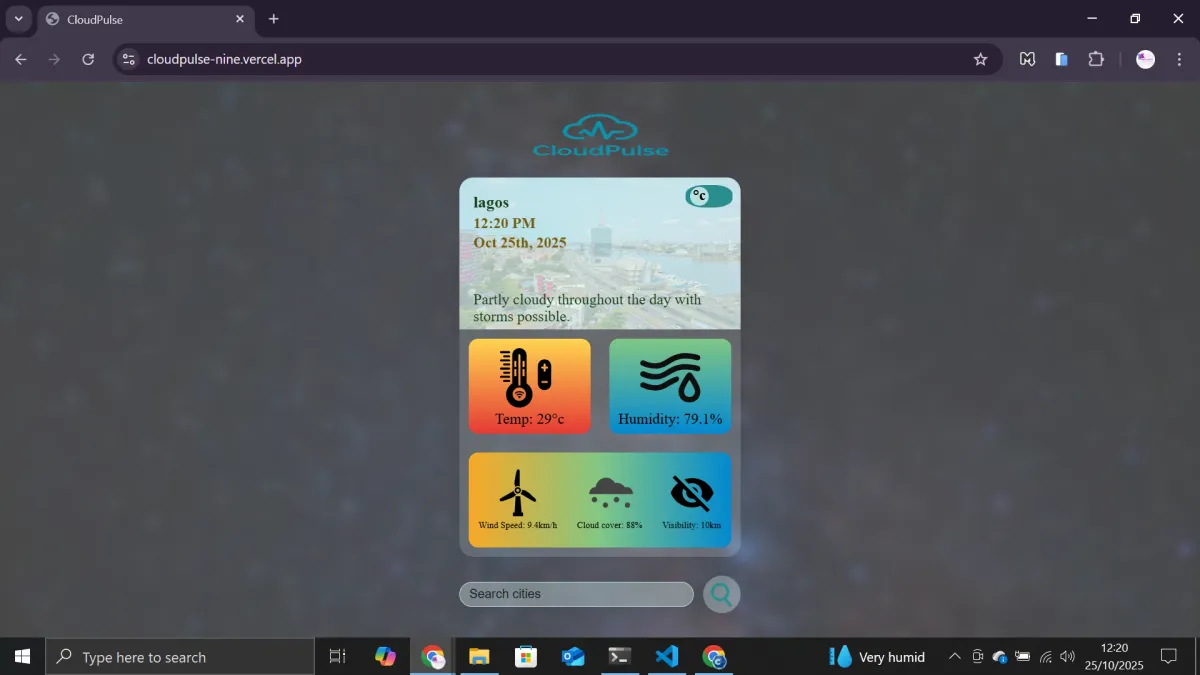 CloudPulse
cloudpulse-nine.vercel.app
CloudPulse
lagos
°c
12:20 PM
Oct 25th, 2025
Partly cloudy throughout the day with
storms possible.
Temp: 29°c
Humidity: 79.1%
Wind Speed: 9.4km/h
Cloud cover: 88%
Visibility: 10km
Search cities
Type here to search
Very humid
12:20
25/10/2025